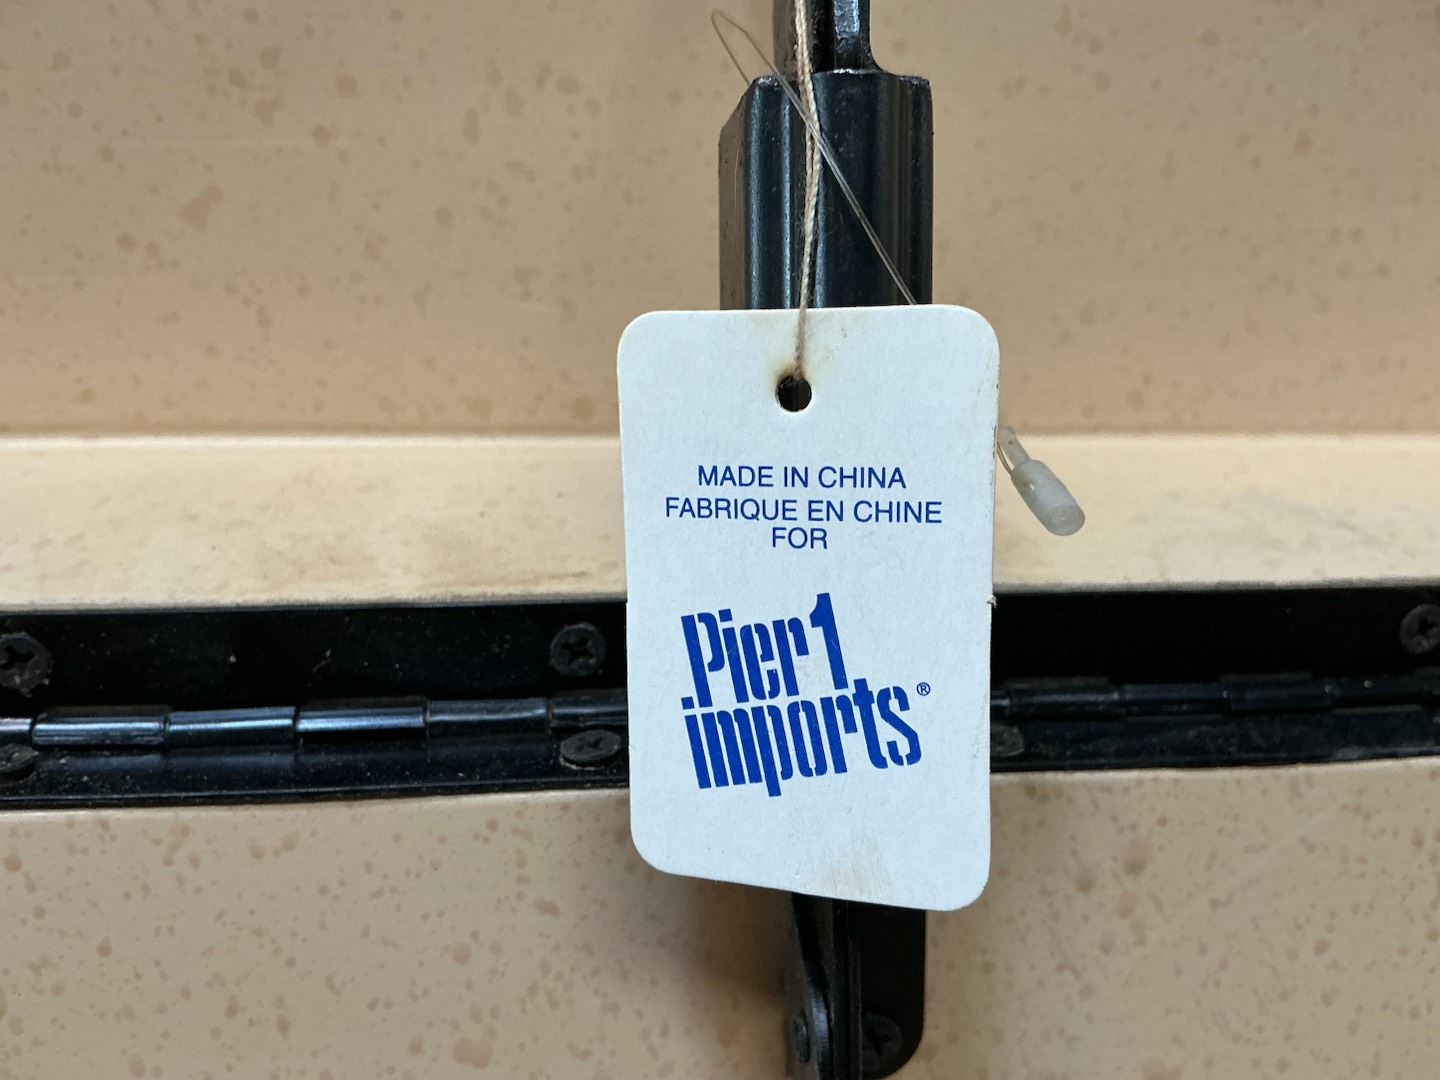 MADE IN CHINA
FABRIQUE EN CHINE
FOR
Pier 1
imports®